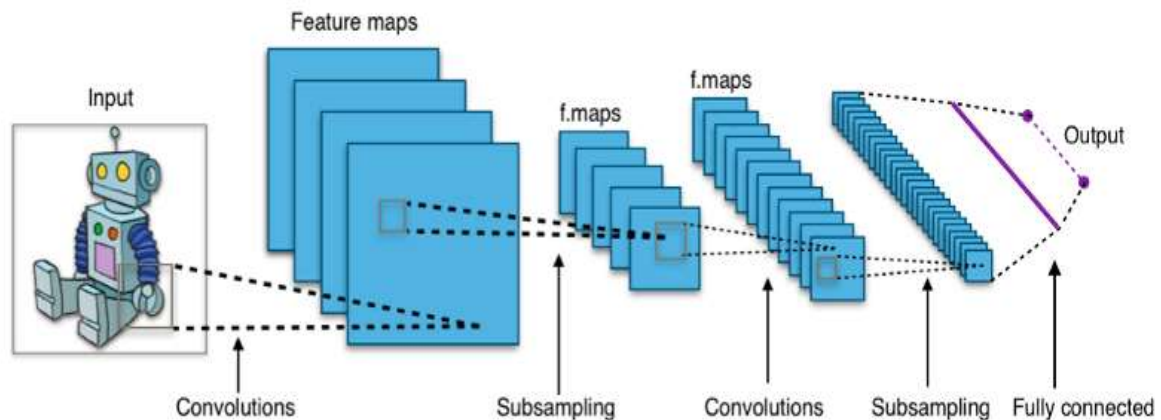 Feature maps
f.maps
Input
f.maps
Output
Convolutions
Subsampling
Convolutions
Subsampling
Fully connected